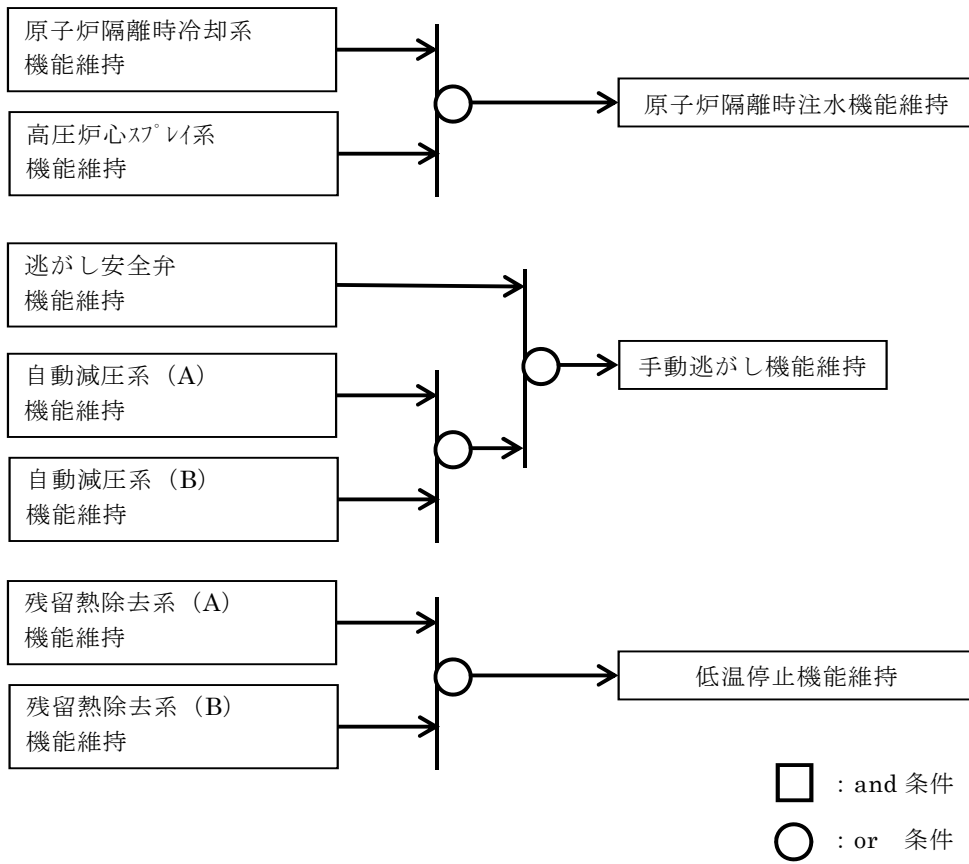 原子炉隔離時冷却系
機能維持
原子炉隔離時注水機能維持
高圧炉心ｽﾌﾟﾚｲ系
機能維持
逃がし安全弁
機能維持
手動逃がし機能維持
自動減圧系（A）
機能維持
自動減圧系（B）
機能維持
残留熱除去系（A）
機能維持
低温停止機能維持
残留熱除去系（B）
機能維持
：and 条件
：or　条件